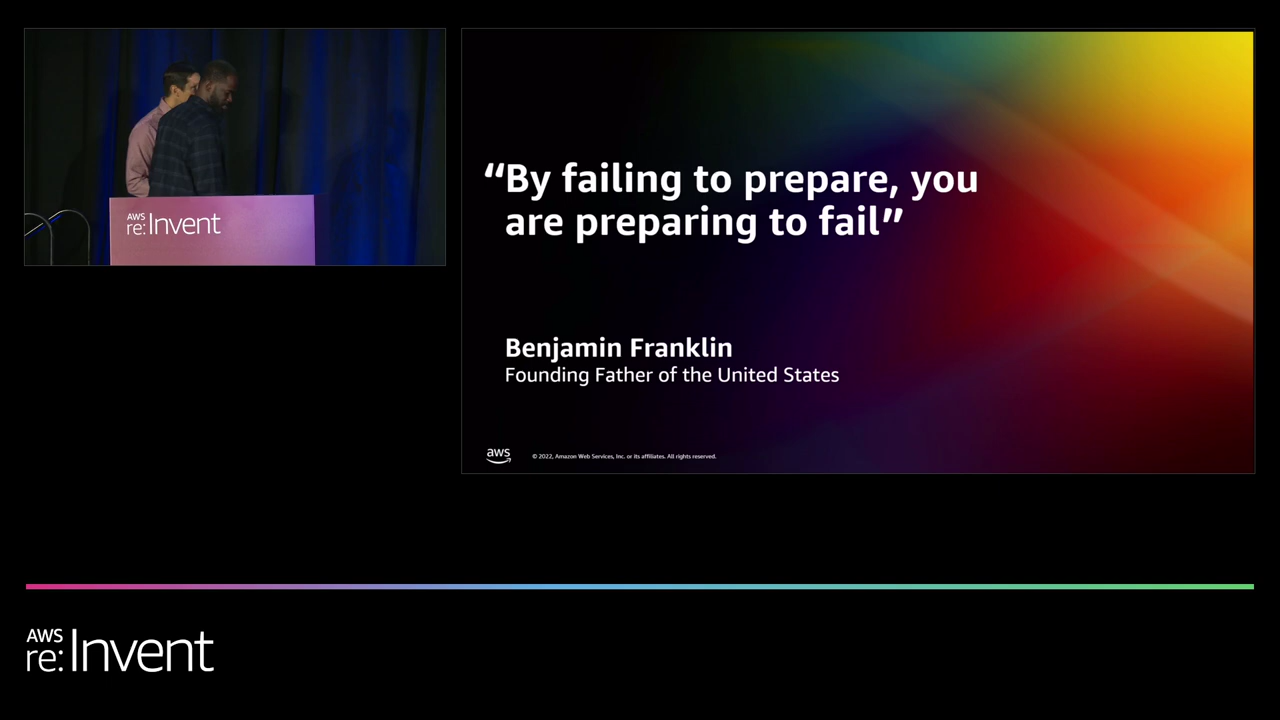 AWS
re:Invent
“By failing to prepare, you
are preparing to fail”
Benjamin Franklin
Founding Father of the United States
aws
© 2022, Amazon Web Services, Inc. or its affiliates. All rights reserved.
AWS
re:Invent